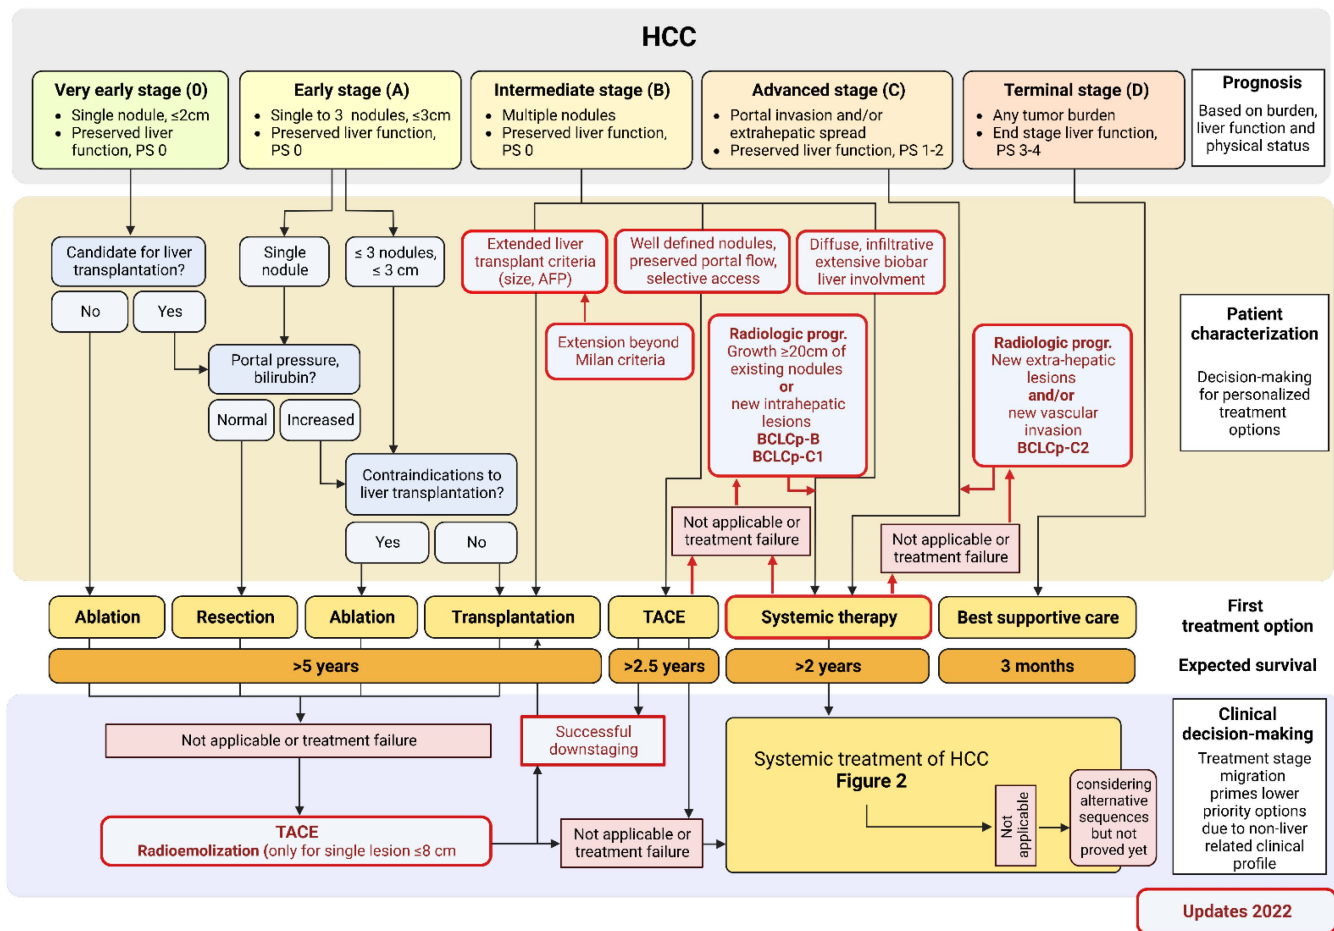 HCC
Very early stage (0)
• Single nodule, ≤2cm
• Preserved liver
function, PS 0
Early stage (A)
• Single to 3 nodules, ≤3cm
• Preserved liver function,
PS 0
Intermediate stage (B)
• Multiple nodules
• Preserved liver function,
PS 0
Advanced stage (C)
• Portal invasion and/or
extrahepatic spread
• Preserved liver function, PS 1-2
Terminal stage (D)
• Any tumor burden
• End stage liver function,
PS 3-4
Prognosis
Based on burden,
liver function and
physical status
Candidate for liver
transplantation?
No
Yes
Single
nodule
≤ 3 nodules,
≤ 3 cm
Portal pressure,
bilirubin?
Normal
Increased
Contraindications to
liver transplantation?
Yes
No
Extended liver
transplant criteria
(size, AFP)
Extension beyond
Milan criteria
Well defined nodules,
preserved portal flow,
selective access
Diffuse, infiltrative
extensive biobar
liver involvment
Radiologic progr.
Growth ≥20cm of
existing nodules
or
new intrahepatic
lesions
BCLCp-B
BCLCp-C1
Not applicable or
treatment failure
Radiologic progr.
New extra-hepatic
lesions
and/or
new vascular
invasion
BCLCp-C2
Not applicable or
treatment failure
Patient
characterization
Decision-making
for personalized
treatment
options
Ablation
Resection
Ablation
Transplantation
TACE
Systemic therapy
Best supportive care
First
treatment option
>5 years
>2.5 years
>2 years
3 months
Expected survival
Not applicable or treatment failure
Successful
downstaging
TACE
Radioemolization (only for single lesion ≤8 cm
Not applicable or
treatment failure
Systemic treatment of HCC
Figure 2
Not
applicable
considering
alternative
sequences
but not
proved yet
Clinical
decision-making
Treatment stage
migration
primes lower
priority options
due to non-liver
related clinical
profile
Updates 2022